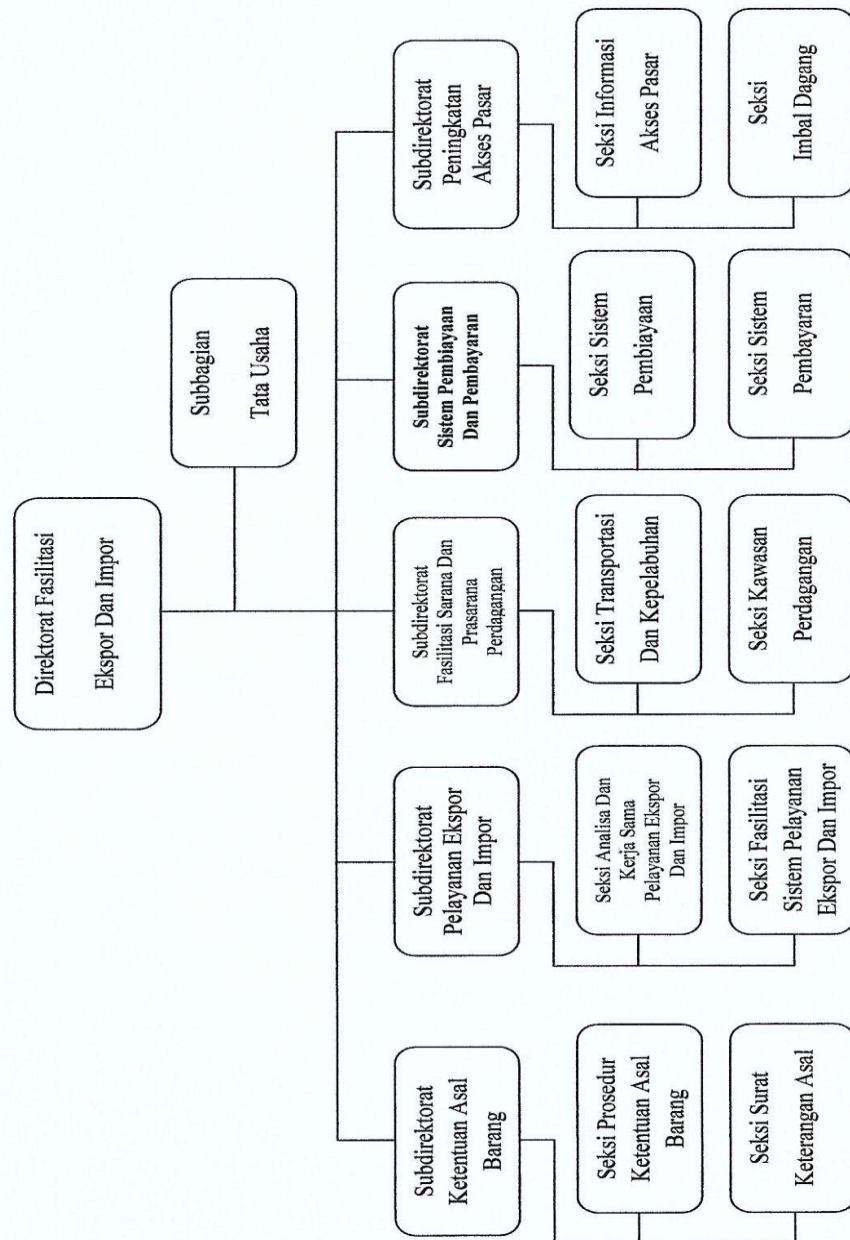 Direktorat Fasilitasi
Ekspor Dan Impor
Subbagian
Tata Usaha
Subdirektorat
Ketentuan Asal
Barang
Subdirektorat
Pelayanan Ekspor
Dan Impor
Subdirektorat
Fasilitasi Sarana Dan
Prasarana
Perdagangan
Subdirektorat
Sistem Pembiayaan
Dan Pembayaran
Subdirektorat
Peningkatan
Akses Pasar
Seksi Prosedur
Ketentuan Asal
Barang
Seksi Analisa Dan
Kerja Sama
Pelayanan Ekspor
Dan Impor
Seksi Transportasi
Dan Kepelabuhan
Seksi Sistem
Pembiayaan
Seksi Informasi
Akses Pasar
Seksi Surat
Keterangan Asal
Seksi Fasilitasi
Sistem Pelayanan
Ekspor Dan Impor
Seksi Kawasan
Perdagangan
Seksi Sistem
Pembayaran
Seksi
Imbal Dagang